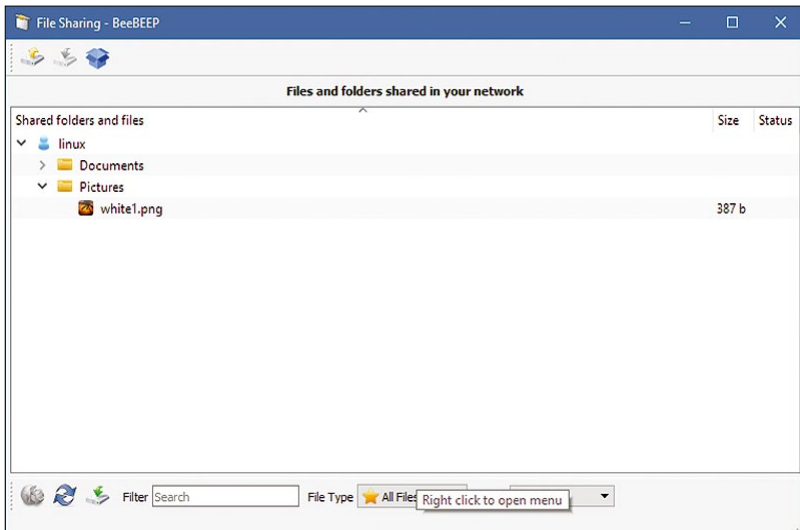 File Sharing - BeeBEEP
Files and folders shared in your network
Shared folders and files Size Status
linux
Documents
Pictures
white1.png 387 b
Filter Search File Type All Files
Right click to open menu